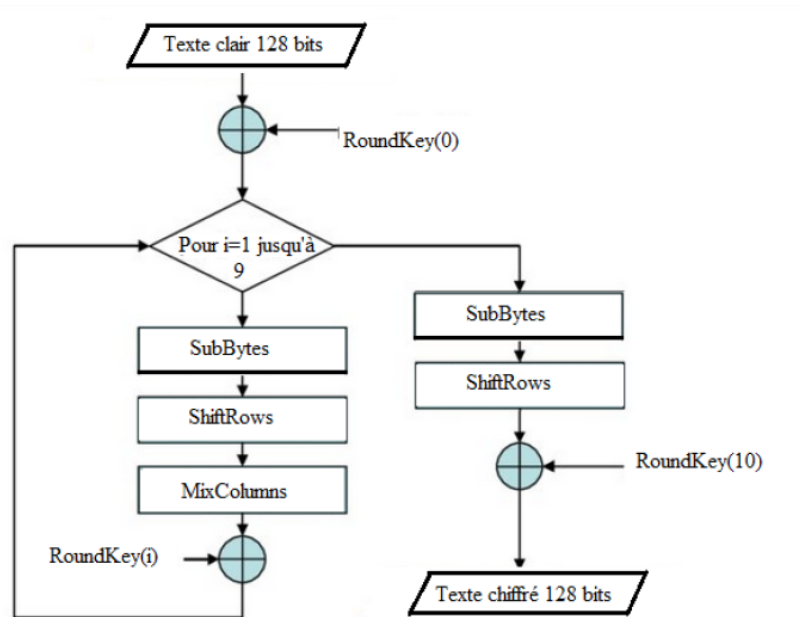 Texte clair 128 bits
RoundKey(0)
Pour i=1 jusqu'à
9
SubBytes
ShiftRows
MixColumns
RoundKey(i)
SubBytes
ShiftRows
RoundKey(10)
Texte chiffré 128 bits